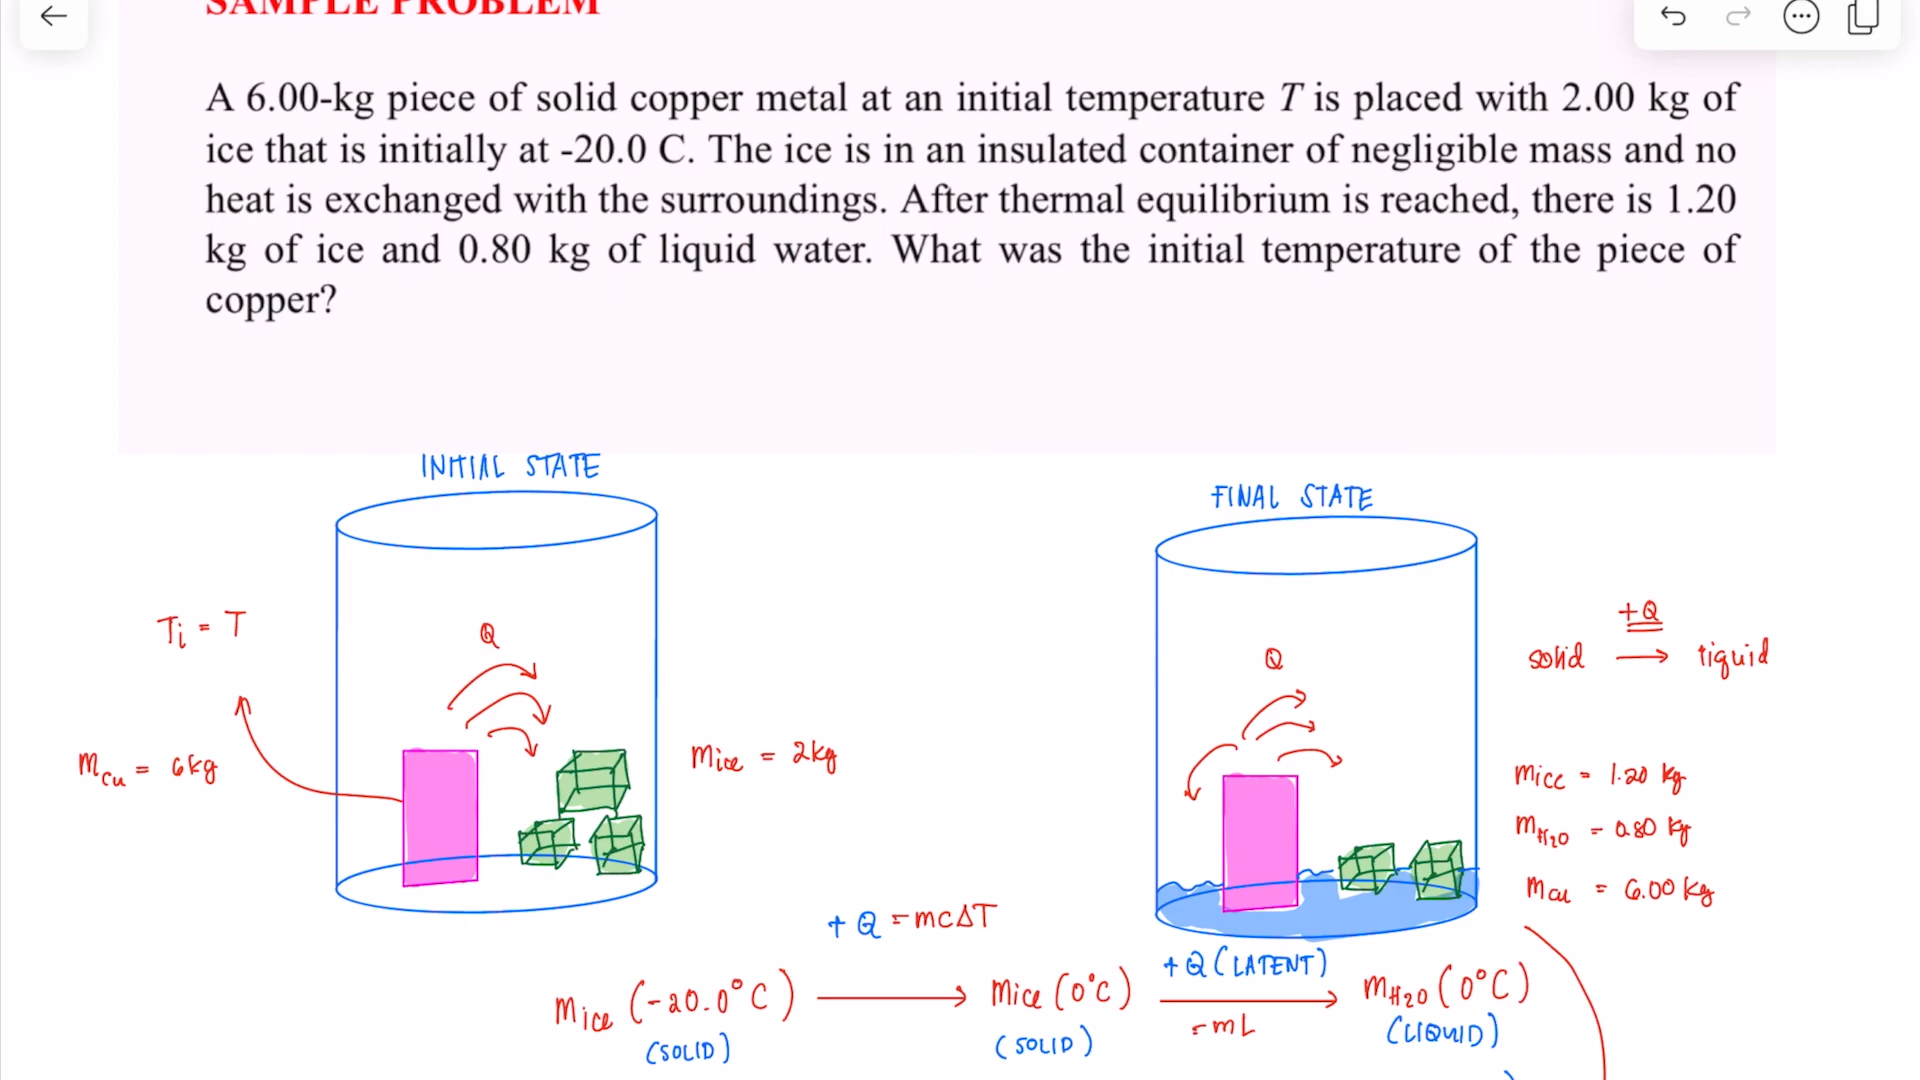 SAMPLE PROBLEM
A 6.00-kg piece of solid copper metal at an initial temperature T is placed with 2.00 kg of
ice that is initially at -20.0 C. The ice is in an insulated container of negligible mass and no
heat is exchanged with the surroundings. After thermal equilibrium is reached, there is 1.20
kg of ice and 0.80 kg of liquid water. What was the initial temperature of the piece of
copper?
INITIAL STATE
FINAL STATE
Ti = T
Q
Q
+Q
solid → liquid
mcu = 6kg
mice = 2kg
mice = 1.20 kg
mH2O = 0.80 kg
mcu = 6.00 kg
+ Q = mcΔT
+ Q (LATENT)
mice (-20.0°C) → mice (0°C) → mH2O (0°C)
= mL
(SOLID) (SOLID) (LIQUID)